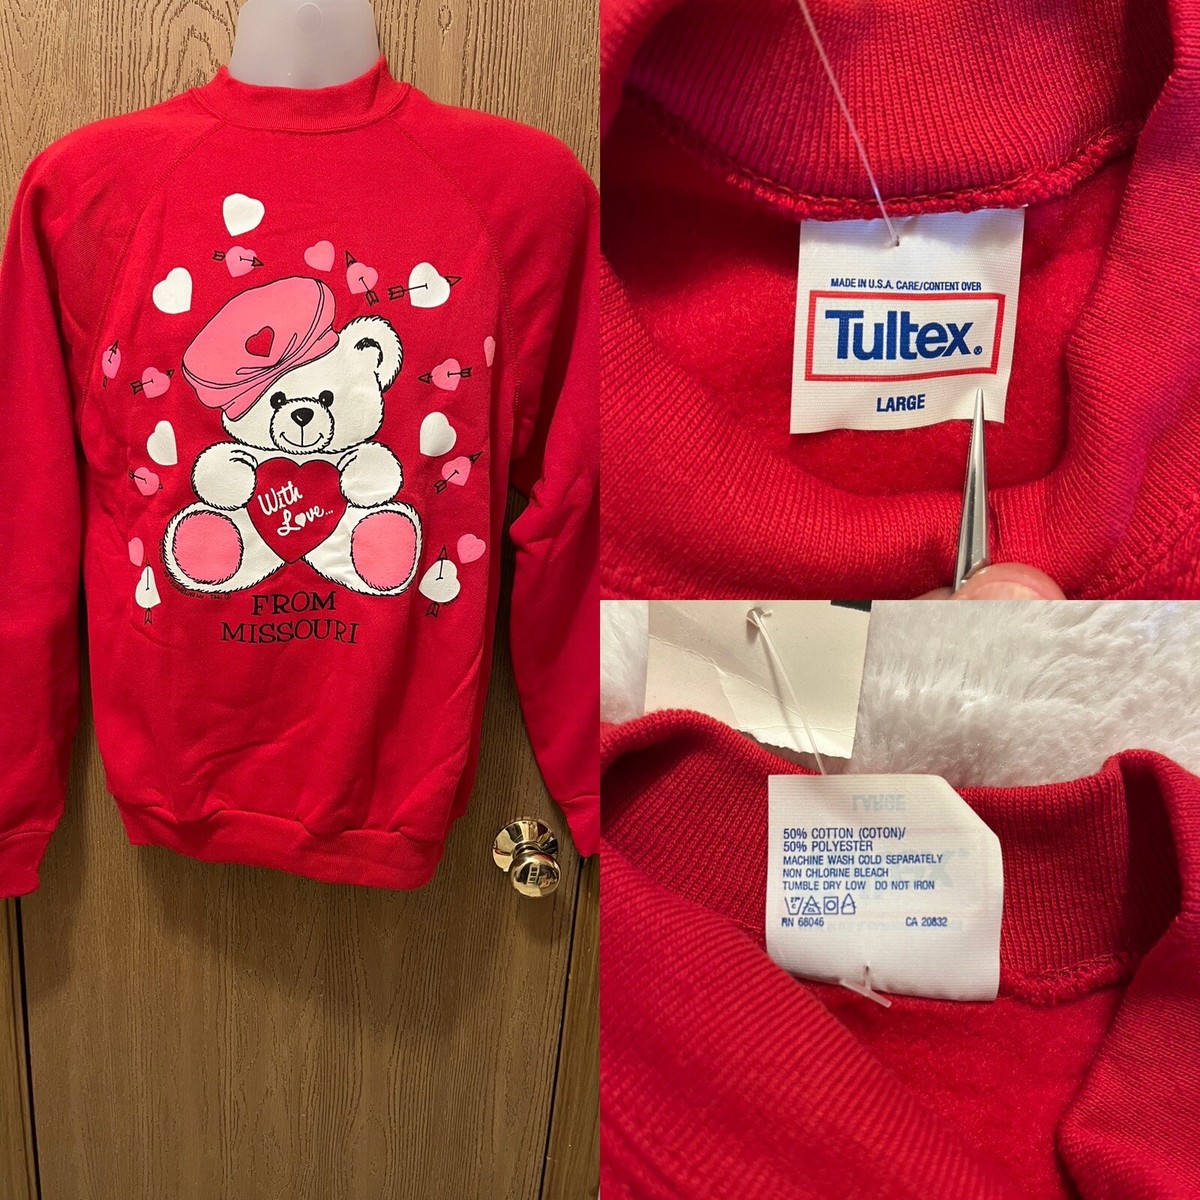 With
Love...
FROM
MISSOURI
MADE IN U.S.A. CARE/CONTENT OVER
Tultex®
LARGE
LARGE
50% COTTON (COTON)/
50% POLYESTER
MACHINE WASH COLD SEPARATELY
NON CHLORINE BLEACH
TUMBLE DRY LOW DO NOT IRON
RN 68046 CA 20832